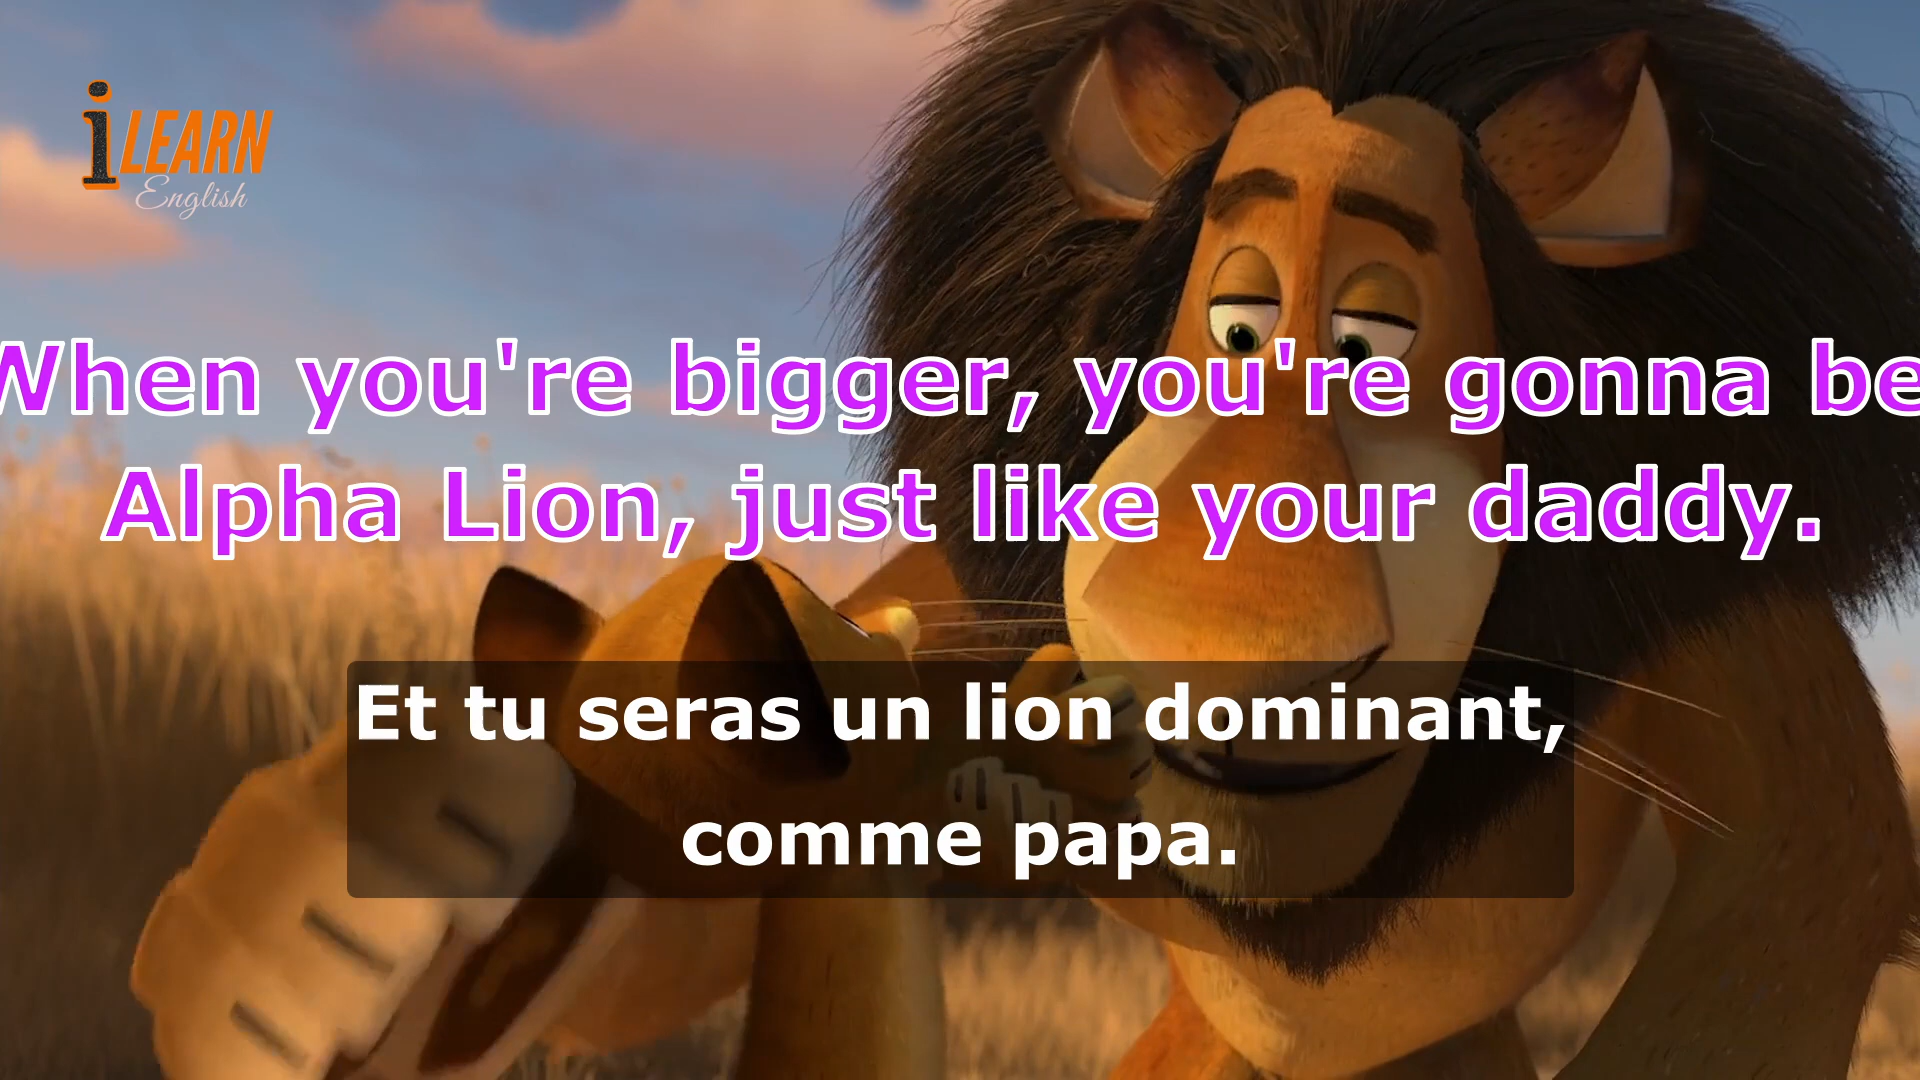 i LEARN
English
When you're bigger, you're gonna be
Alpha Lion, just like your daddy.
Et tu seras un lion dominant,
comme papa.